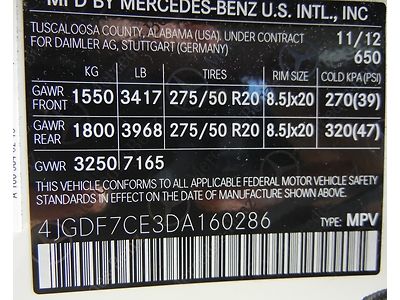 MFD BY MERCEDES-BENZ U.S. INTL., INC
TUSCALOOSA COUNTY, ALABAMA (USA). UNDER CONTRACT 11/12
FOR DAIMLER AG, STUTTGART (GERMANY) 650
KG LB TIRES RIM SIZE COLD KPA (PSI)
GAWR FRONT 1550 3417 275/50 R20 8.5Jx20 270(39)
GAWR REAR 1800 3968 275/50 R20 8.5Jx20 320(47)
GVWR 3250 7165
THIS VEHICLE CONFORMS TO ALL APPLICABLE FEDERAL MOTOR VEHICLE SAFETY
STANDARDS IN EFFECT ON THE DATE OF MANUFACTURE SHOWN ABOVE.
4JGDF7CE3DA160286 TYPE: MPV